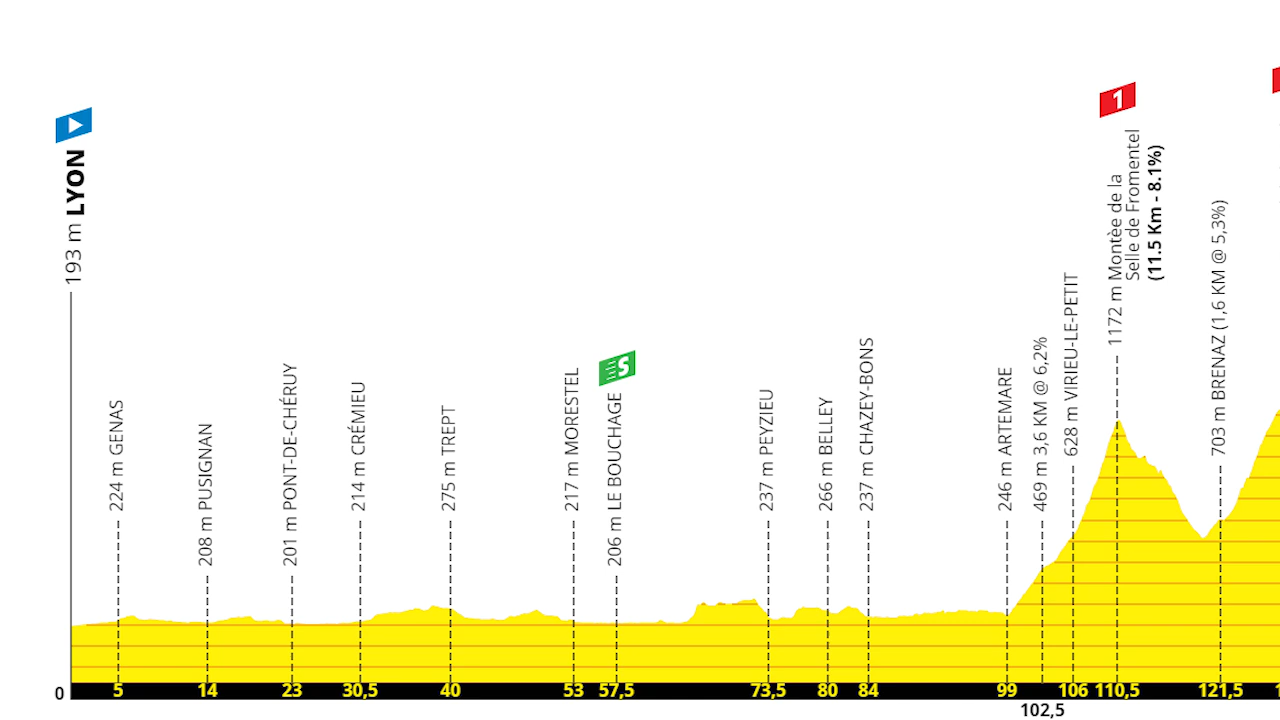 193 m LYON
224 m GENAS
208 m PUSIGNAN
201 m PONT-DE-CHÉRUY
214 m CRÉMIEU
275 m TREPT
217 m MORESTEL
S
206 m LE BOUCHAGE
237 m PEYZIEU
266 m BELLEY
237 m CHAZEY-BONS
246 m ARTEMARE
469 m 3,6 KM @ 6,2%
628 m VIRIEU-LE-PETIT
1
1172 m Montèe de la
Selle de Fromentel
(11.5 Km - 8.1%)
703 m BRENAZ (1,6 KM @ 5,3%)
0 5 14 23 30,5 40 53 57,5 73,5 80 84 99 106 110,5 121,5
102,5